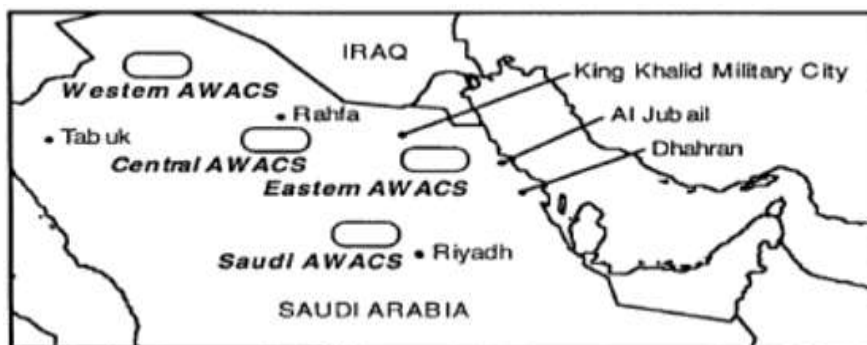 IRAQ
King Khalid Military City
Western AWACS
Rahfa
Al Jubail
Tabuk
Dhahran
Central AWACS
Eastern AWACS
Saudi AWACS
Riyadh
SAUDI ARABIA